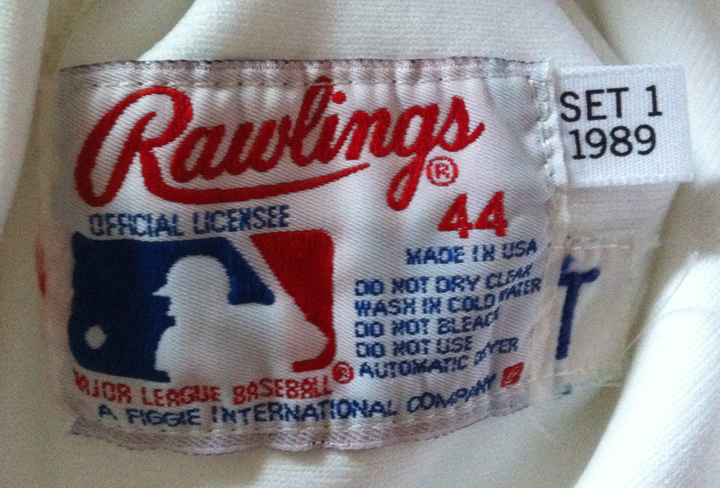 Rawlings®
SET 1
1989
44
OFFICIAL LICENSEE
MADE IN USA
DO NOT DRY CLEAN
WASH IN COLD WATER
DO NOT BLEACH
DO NOT USE
AUTOMATIC DRYER
MAJOR LEAGUE BASEBALL®
A FIGGIE INTERNATIONAL COMPANY
T